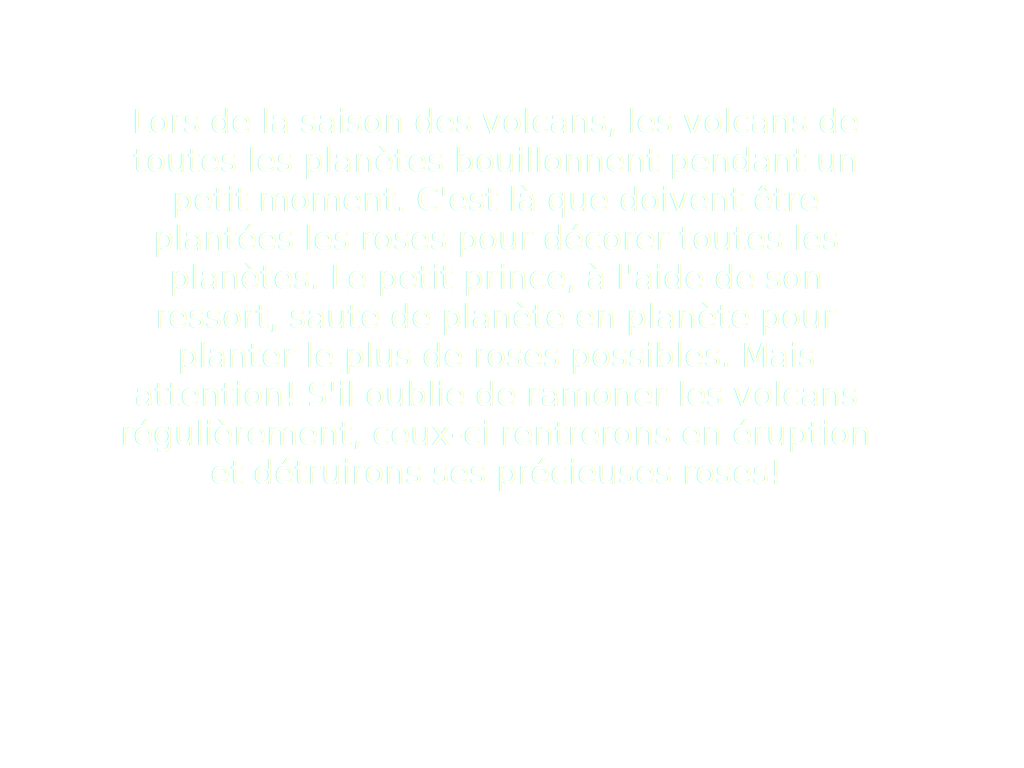 Lors de la saison des volcans, les volcans de
toutes les planètes bouillonnent pendant un
petit moment. C'est là que doivent être
plantées les roses pour décorer toutes les
planètes. Le petit prince, à l'aide de son
ressort, saute de planète en planète pour
planter le plus de roses possibles. Mais
attention! S'il oublie de ramoner les volcans
régulièrement, ceux-ci rentrerons en éruption
et détruirons ses précieuses roses!